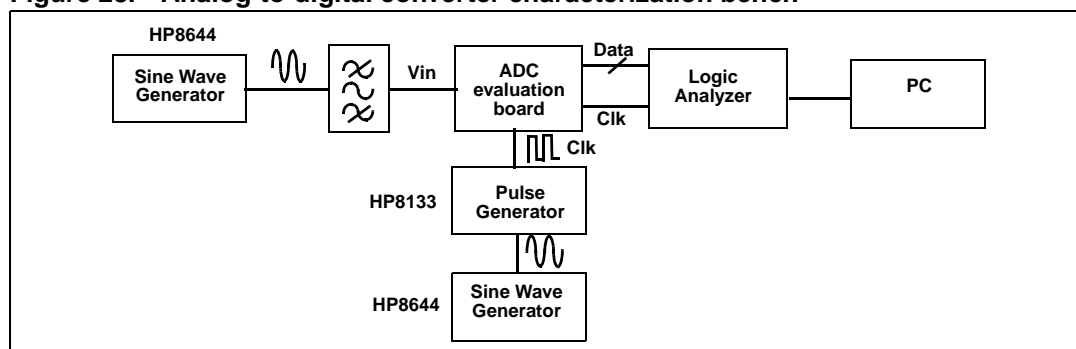 Figure Analog-to-digital converter characterization bench
HP8644
Sine Wave
Generator
Vin
ADC
evaluation
board
Data
Clk
Logic
Analyzer
PC
Clk
HP8133
Pulse
Generator
HP8644
Sine Wave
Generator